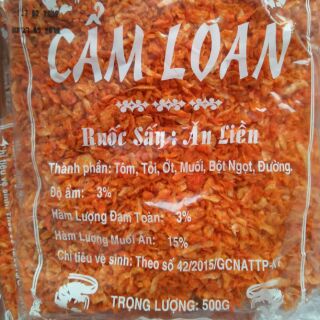 CẨM LOAN
Ruốc Sấy : Ăn Liền
Thành phần: Tôm, Tỏi, Ớt, Muối, Bột Ngọt, Đường.
Độ ẩm: 3%
Hàm Lượng Đạm Toàn: 3%
Hàm Lượng Muối Ăn: 15%
Chỉ tiêu vệ sinh: Theo số 42/2015/GCNATTP-
TRỌNG LƯỢNG: 500G